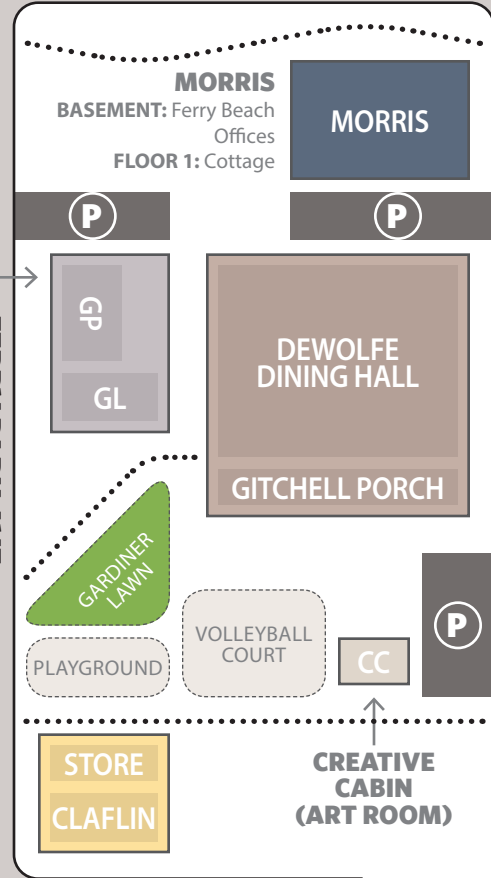 MORRIS
BASEMENT: Ferry Beach
Offices
FLOOR 1: Cottage
MORRIS
P
P
GP
GL
DEWOLFE
DINING HALL
GITCHELL PORCH
GARDINER
LAWN
PLAYGROUND
VOLLEYBALL
COURT
CC
P
STORE
CLAFLIN
CREATIVE
CABIN
(ART ROOM)